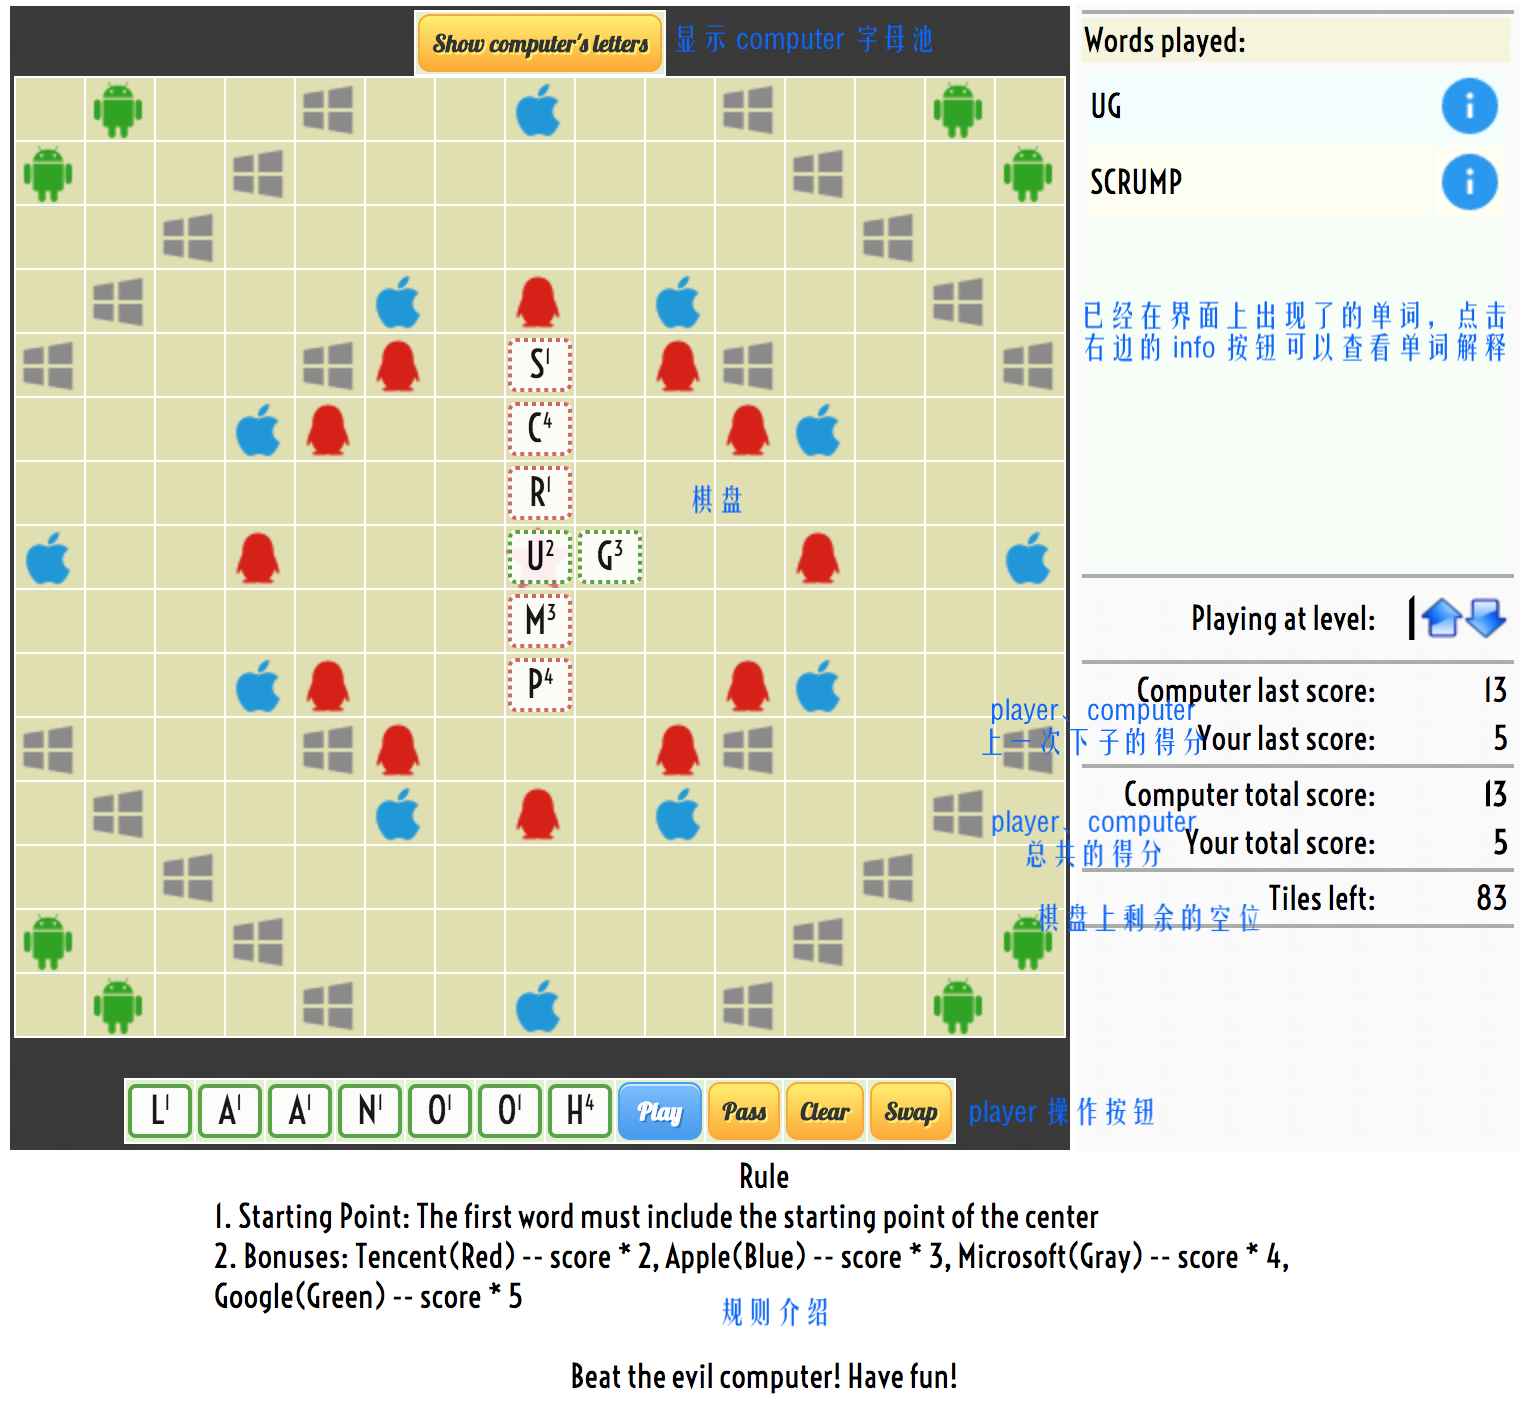 Show computer's letters
显示 computer 字母池
Words played:
UG
SCRUMP
已经在界面上出现了的单词，点击
右边的 info 按钮可以查看单词解释
S1
C4
R1
棋盘
U2 G3
M3
P4
Playing at level: 1
Computer last score: 13
player、computer
上一次下子的得分
Your last score: 5
Computer total score: 13
player、computer
总共的得分
Your total score: 5
Tiles left: 83
棋盘上剩余的空位
L1 A1 A1 N1 O1 O1 H4 Play Pass Clear Swap
player 操作按钮
Rule
1. Starting Point: The first word must include the starting point of the center
2. Bonuses: Tencent(Red) -- score * 2, Apple(Blue) -- score * 3, Microsoft(Gray) -- score * 4,
Google(Green) -- score * 5
规则介绍
Beat the evil computer! Have fun!